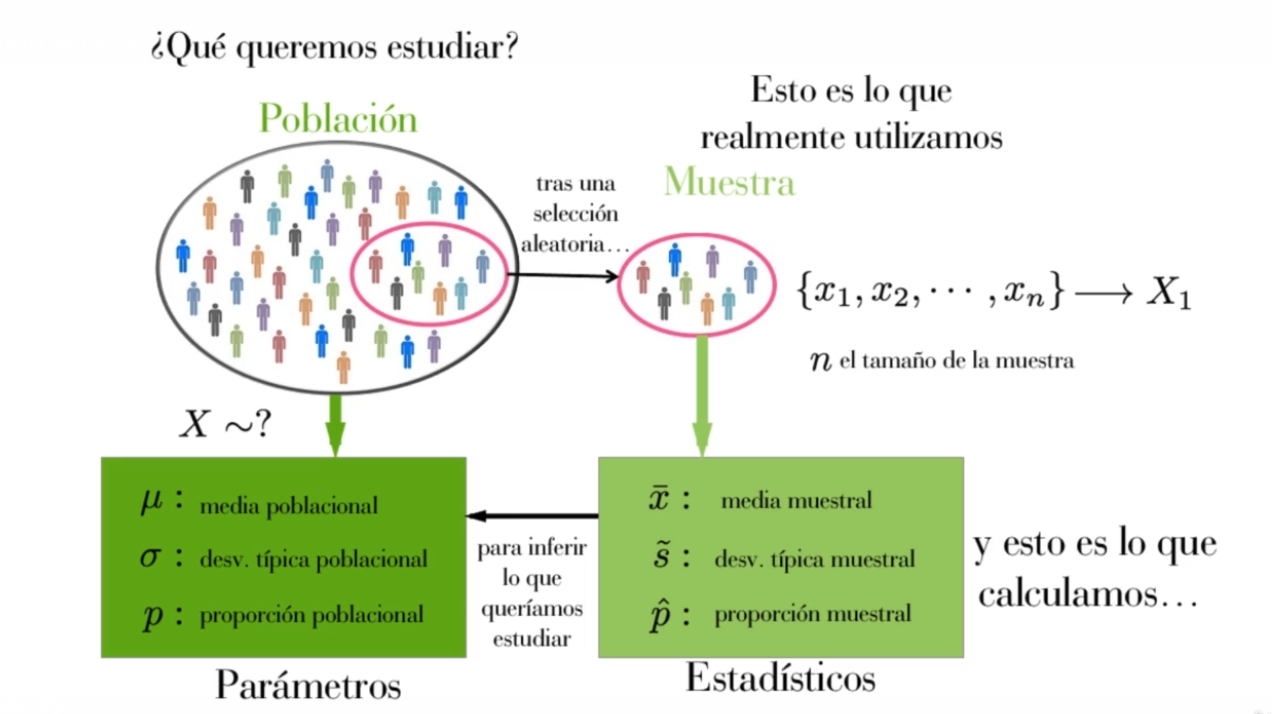 ¿Qué queremos estudiar?
Población
Esto es lo que
realmente utilizamos
Muestra
tras una
selección
aleatoria...
{x₁, x₂, ⋯ , xₙ} ⟶ X₁
n el tamaño de la muestra
X ∼?
μ : media poblacional
σ : desv. típica poblacional
p : proporción poblacional
Parámetros
para inferir
lo que
queríamos
estudiar
x̄ : media muestral
s̃ : desv. típica muestral
p̂ : proporción muestral
Estadísticos
y esto es lo que
calculamos...